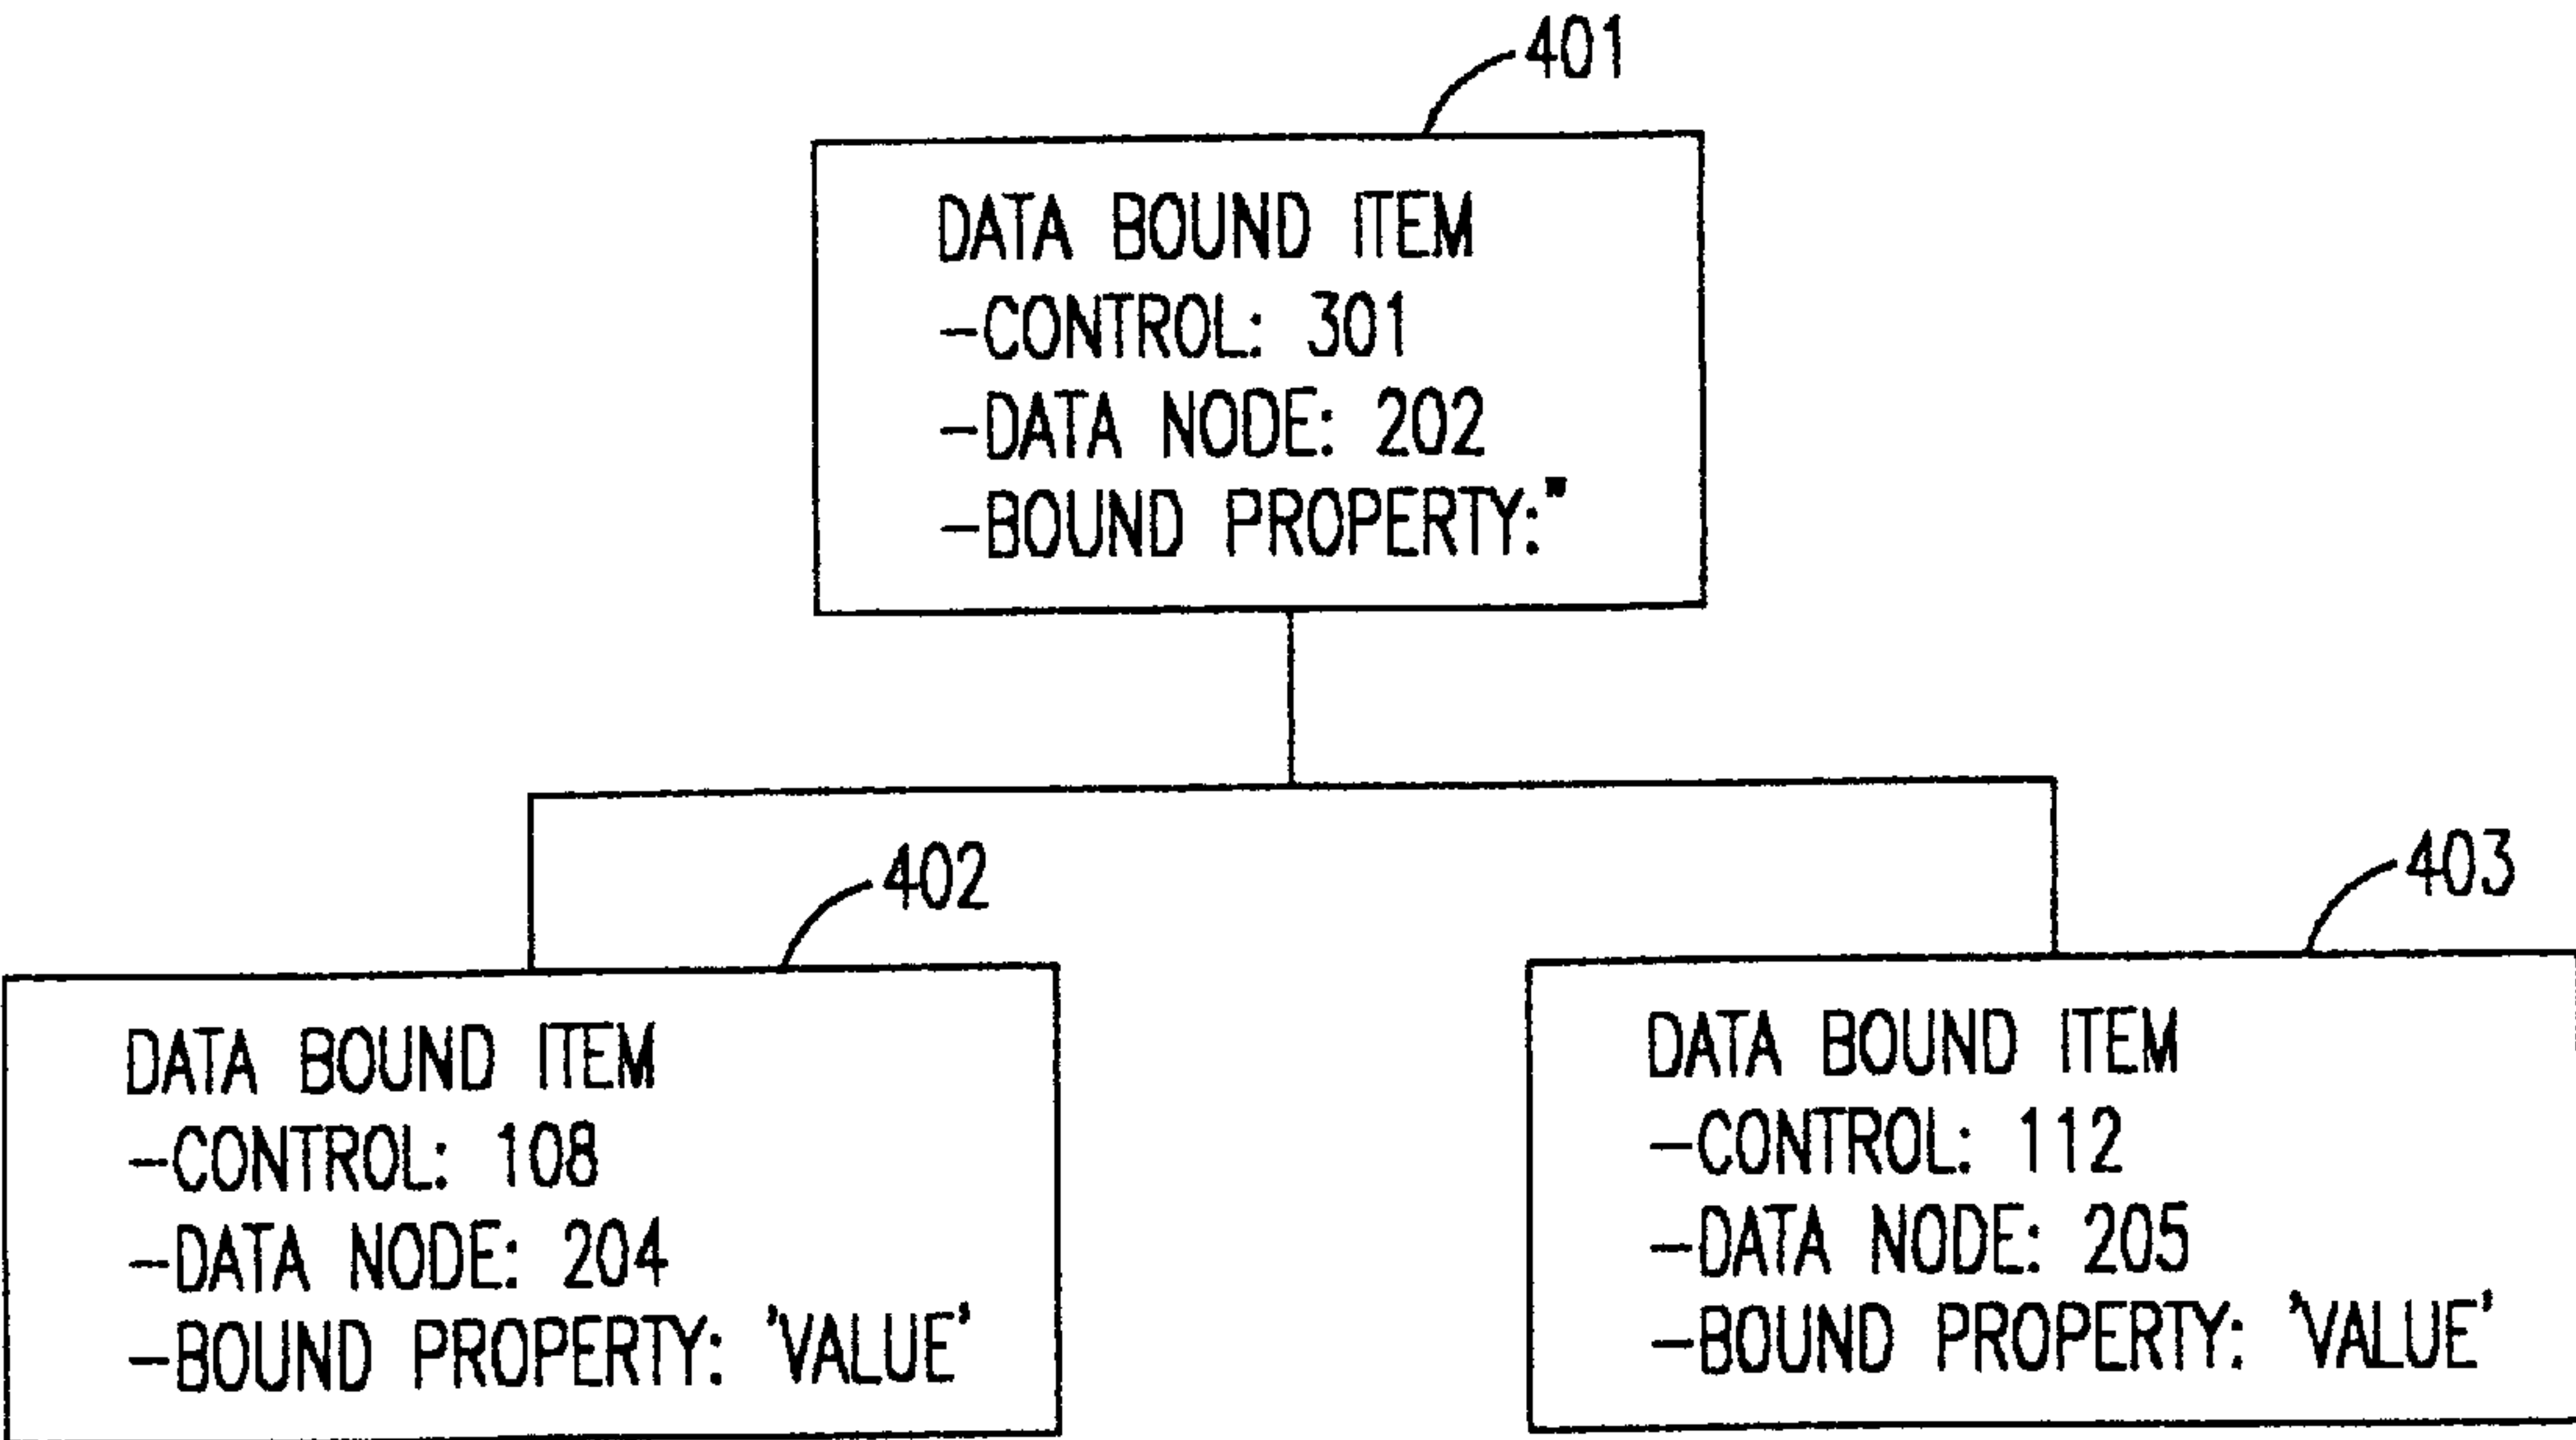 401
DATA BOUND ITEM
-CONTROL: 301
-DATA NODE: 202
-BOUND PROPERTY:"
402
DATA BOUND ITEM
-CONTROL: 108
-DATA NODE: 204
-BOUND PROPERTY: 'VALUE'
403
DATA BOUND ITEM
-CONTROL: 112
-DATA NODE: 205
-BOUND PROPERTY: 'VALUE'